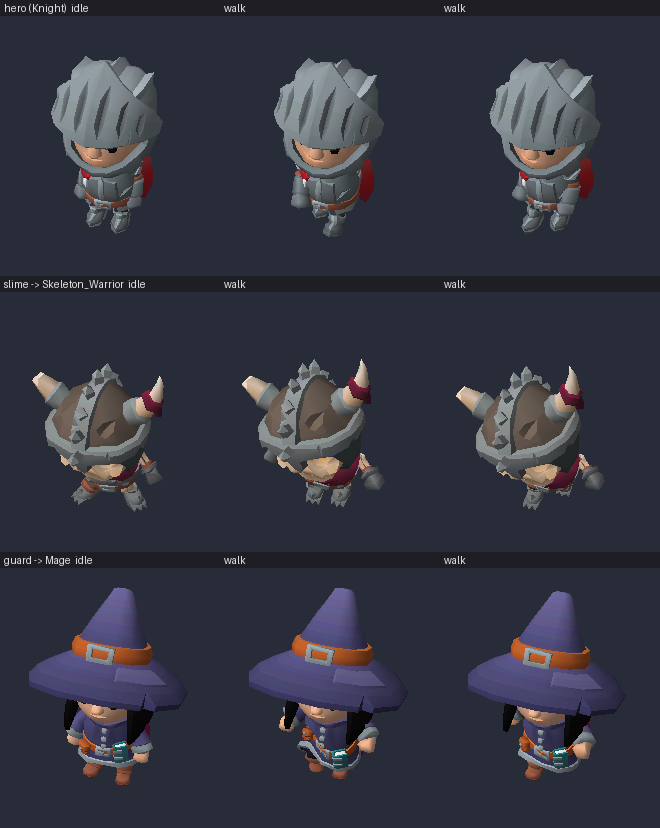 hero (Knight) idle
walk
walk
slime -> Skeleton_Warrior idle
walk
walk
guard -> Mage idle
walk
walk